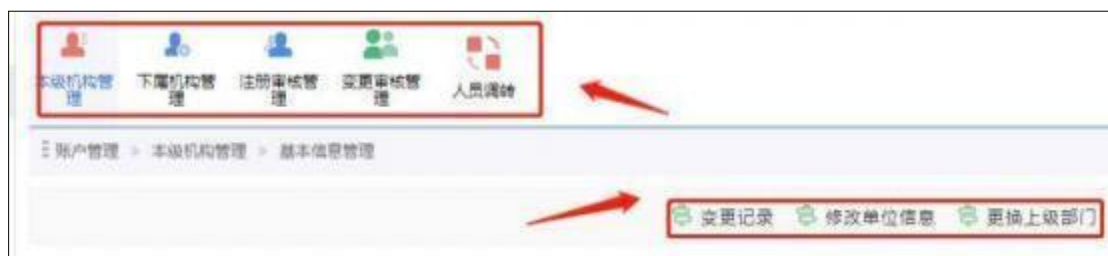 本级机构管理 下属机构管理 注册审核管理 变更审核管理 人员调转
账户管理 > 本级机构管理 > 基本信息管理
变更记录 修改单位信息 更换上级部门